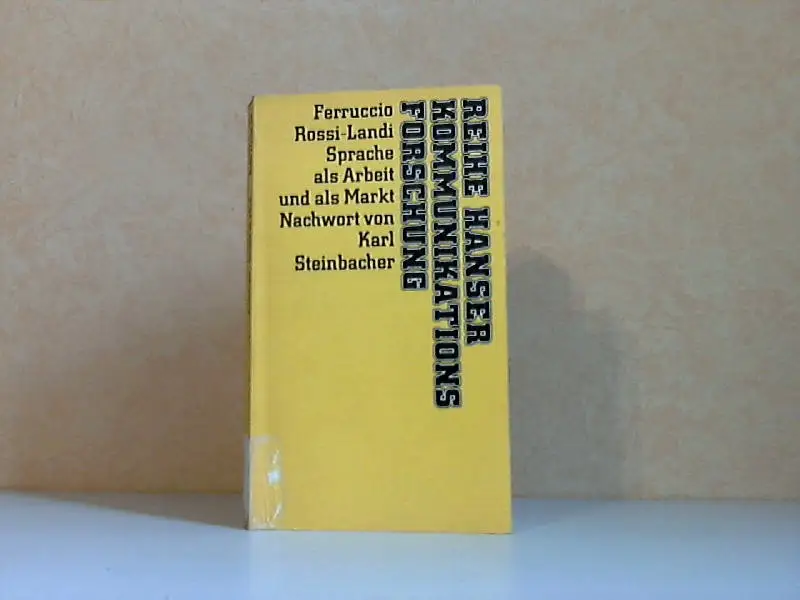 Ferruccio
Rossi-Landi
Sprache
als Arbeit
und als Markt
Nachwort von
Karl
Steinbacher
REIHE HANSER
KOMMUNIKATIONS
FORSCHUNG